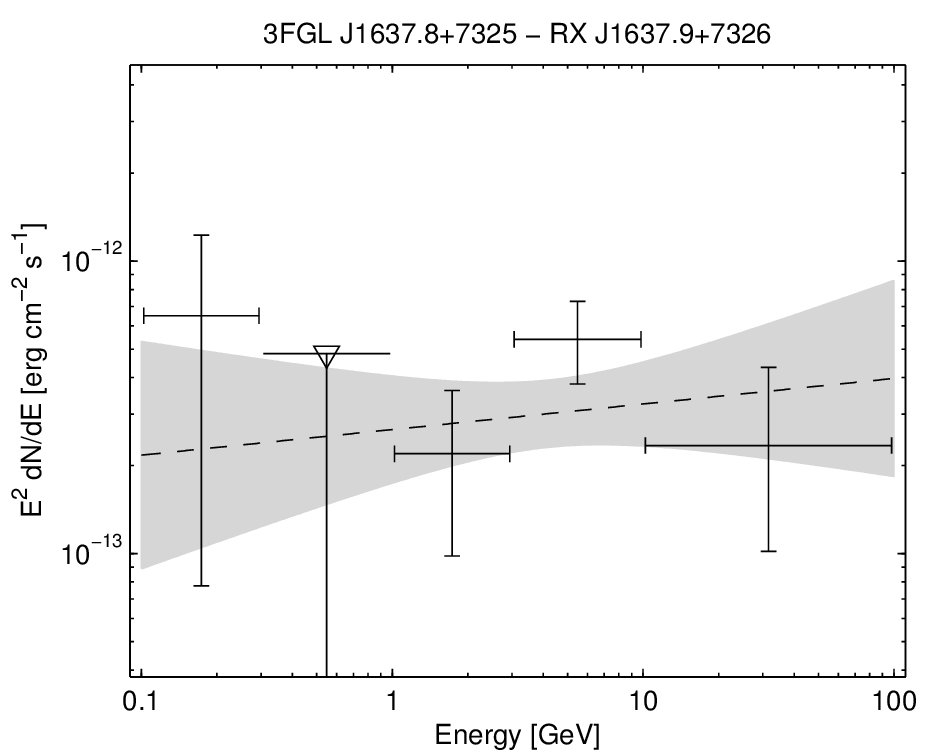 3FGL J1637.8+7325 − RX J1637.9+7326
E² dN/dE [erg cm⁻² s⁻¹]
10⁻¹²
10⁻¹³
0.1 1 10 100
Energy [GeV]